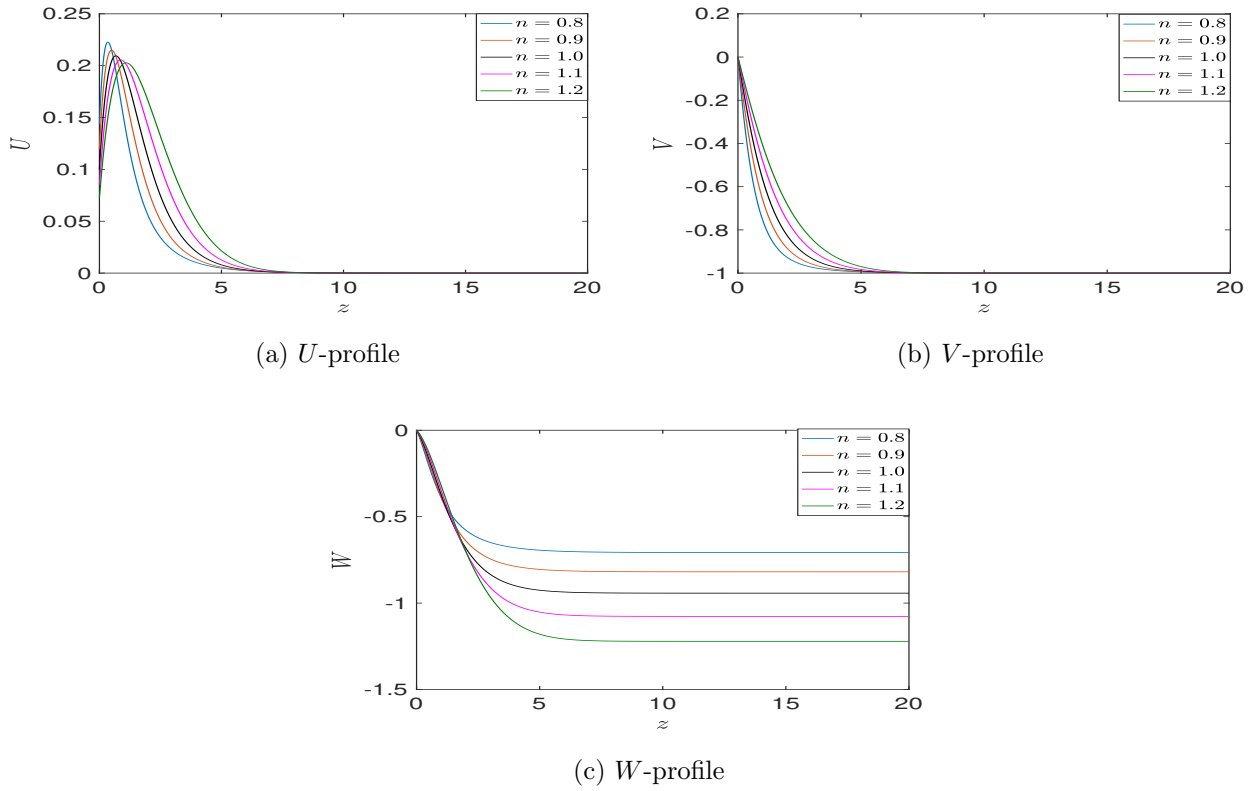 0.25
0.2
0.15
0.1
0.05
0
U
0
5
10
15
20
z
n = 0.8
n = 0.9
n = 1.0
n = 1.1
n = 1.2
(a) U-profile
0.2
0
-0.2
-0.4
-0.6
-0.8
-1
V
0
5
10
15
20
z
n = 0.8
n = 0.9
n = 1.0
n = 1.1
n = 1.2
(b) V-profile
0
-0.5
-1
-1.5
W
0
5
10
15
20
z
n = 0.8
n = 0.9
n = 1.0
n = 1.1
n = 1.2
(c) W-profile